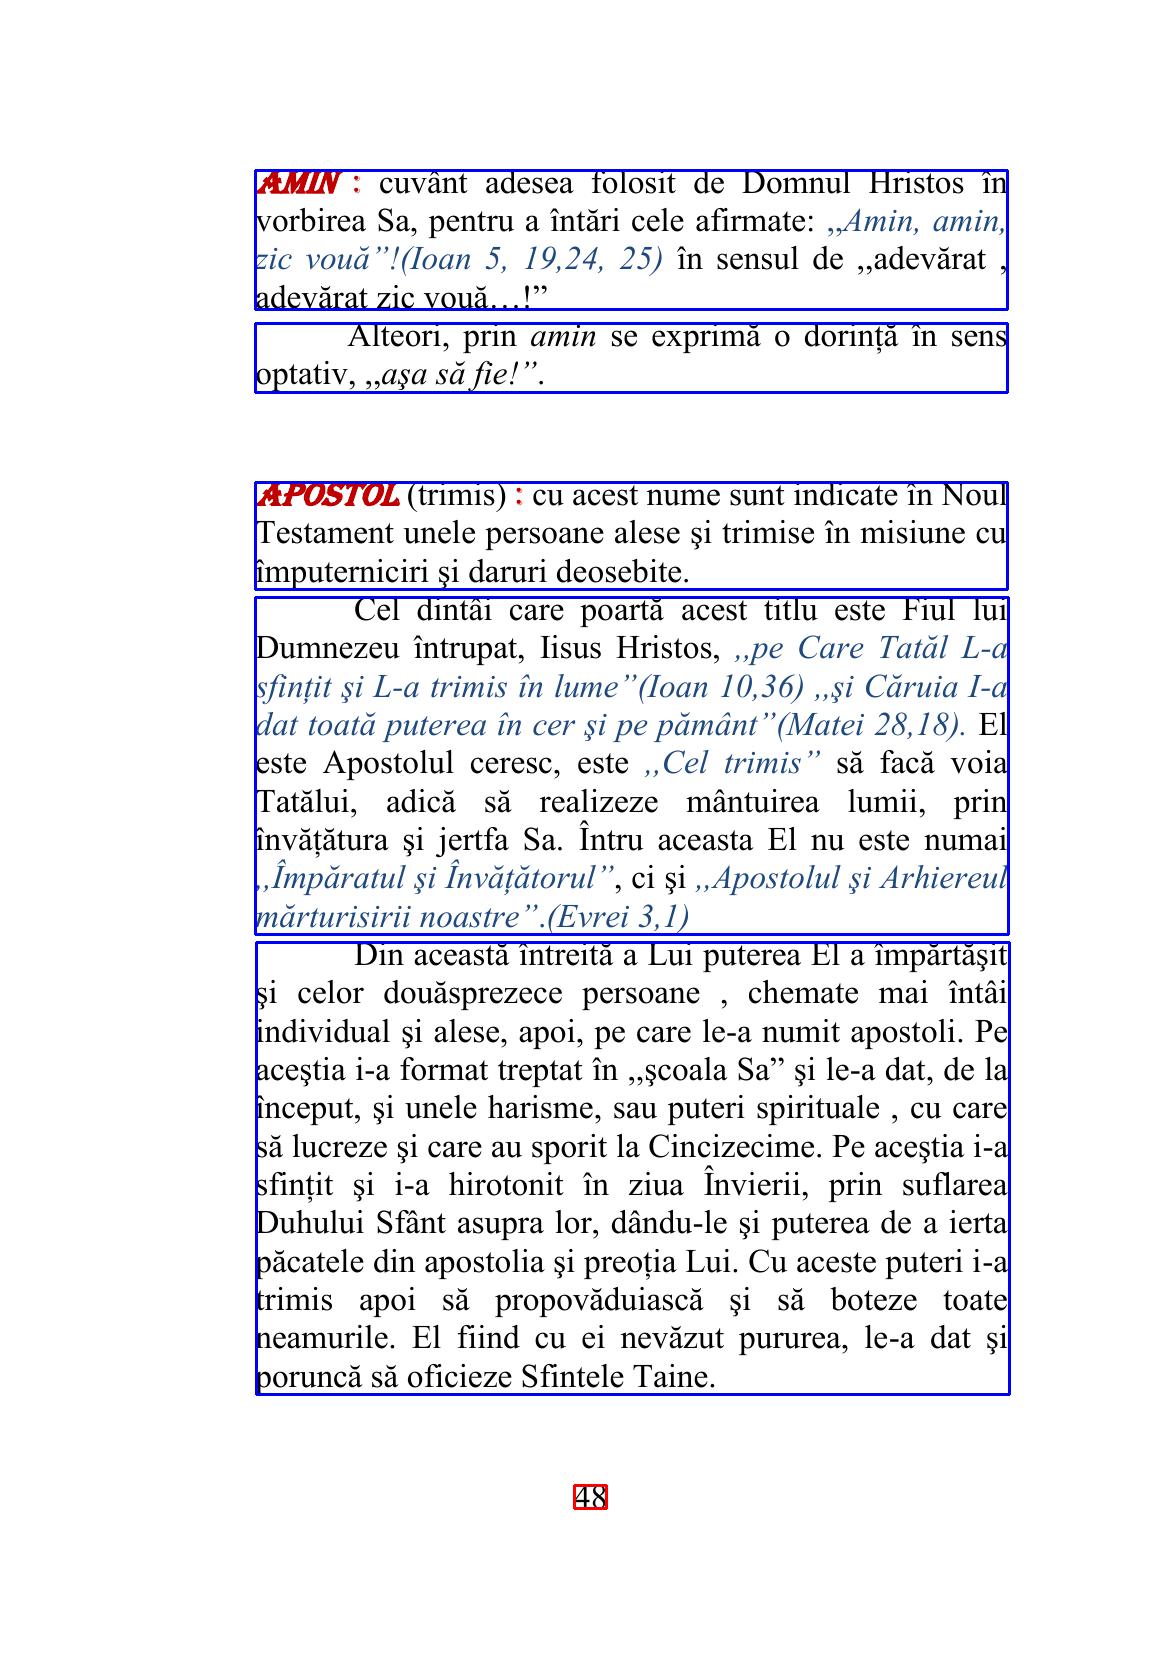 AMIN : cuvânt adesea folosit de Domnul Hristos în
vorbirea Sa, pentru a întări cele afirmate: ,,Amin, amin,
zic vouă”!(Ioan 5, 19,24, 25) în sensul de ,,adevărat ,
adevărat zic vouă…!”
Alteori, prin amin se exprimă o dorință în sens
optativ, ,,aşa să fie!”.
APOSTOL (trimis) : cu acest nume sunt indicate în Noul
Testament unele persoane alese şi trimise în misiune cu
împuterniciri şi daruri deosebite.
Cel dintâi care poartă acest titlu este Fiul lui
Dumnezeu întrupat, Iisus Hristos, ,,pe Care Tatăl L-a
sfințit şi L-a trimis în lume”(Ioan 10,36) ,,şi Căruia I-a
dat toată puterea în cer şi pe pământ”(Matei 28,18). El
este Apostolul ceresc, este ,,Cel trimis” să facă voia
Tatălui, adică să realizeze mântuirea lumii, prin
învățătura şi jertfa Sa. Întru aceasta El nu este numai
,,Împăratul şi Învățătorul”, ci şi ,,Apostolul şi Arhiereul
mărturisirii noastre”.(Evrei 3,1)
Din această întreită a Lui puterea El a împărtăşit
şi celor douăsprezece persoane , chemate mai întâi
individual şi alese, apoi, pe care le-a numit apostoli. Pe
aceştia i-a format treptat în ,,şcoala Sa” şi le-a dat, de la
început, şi unele harisme, sau puteri spirituale , cu care
să lucreze şi care au sporit la Cincizecime. Pe aceştia i-a
sfințit şi i-a hirotonit în ziua Învierii, prin suflarea
Duhului Sfânt asupra lor, dându-le şi puterea de a ierta
păcatele din apostolia şi preoția Lui. Cu aceste puteri i-a
trimis apoi să propovăduiască şi să boteze toate
neamurile. El fiind cu ei nevăzut pururea, le-a dat şi
poruncă să oficieze Sfintele Taine.
48